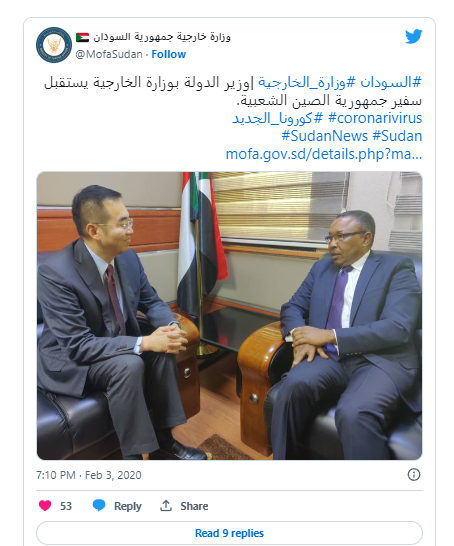 وزارة خارجية جمهورية السودان 🇸🇩
@MofaSudan · Follow
#السودان #وزارة_الخارجية |وزير الدولة بوزارة الخارجية يستقبل
سفير جمهورية الصين الشعبية.
#coronarivirus #كورونا_الجديد
#SudanNews #Sudan
mofa.gov.sd/details.php?ma...
7:10 PM · Feb 3, 2020
53 Reply Share
Read 9 replies